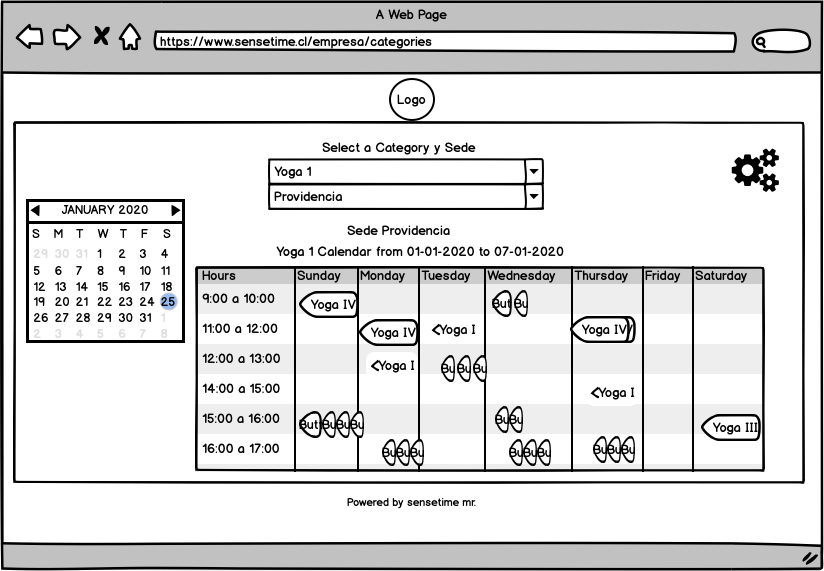 A Web Page
https://www.sensetime.cl/empresa/categories
Logo
Select a Category y Sede
Yoga 1
Providencia
JANUARY 2020
S M T W T F S
29 30 31 1 2 3 4
5 6 7 8 9 10 11
12 13 14 15 16 17 18
19 20 21 22 23 24 25
26 27 28 29 30 31 1
2 3 4 5 6 7 8
Sede Providencia
Yoga 1 Calendar from 01-01-2020 to 07-01-2020
Hours Sunday Monday Tuesday Wednesday Thursday Friday Saturday
9:00 a 10:00 Yoga IV But Bu
11:00 a 12:00 Yoga IV <Yoga I Yoga IV
12:00 a 13:00 <Yoga I Bu Bu Bu
14:00 a 15:00 <Yoga I
15:00 a 16:00 But Bu Bu Bu Bu Bu Yoga III
16:00 a 17:00 Bu Bu Bu Bu Bu Bu Bu Bu Bu
Powered by sensetime mr.